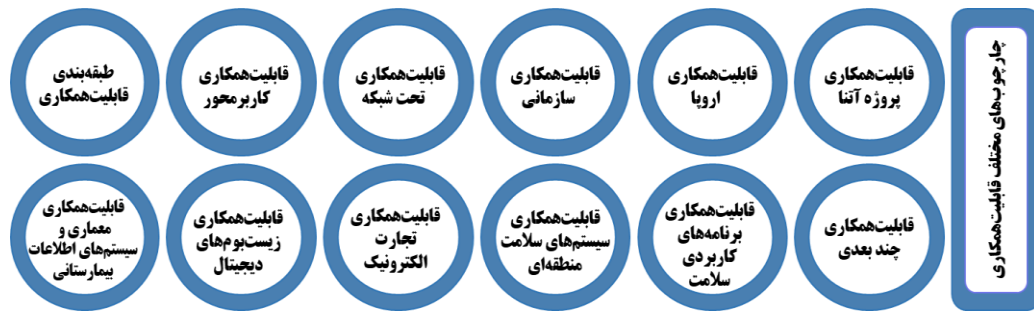 چارچوب‌های مختلف قابلیت‌همکاری
قابلیت‌همکاری
پروژه آتنا
قابلیت‌همکاری
اروپا
قابلیت‌همکاری
سازمانی
قابلیت‌همکاری
تحت شبکه
قابلیت‌همکاری
کاربرمحور
طبقه‌بندی
قابلیت‌همکاری
قابلیت‌همکاری
چند بعدی
قابلیت‌همکاری
برنامه‌های
کاربردی
سلامت
قابلیت‌همکاری
سیستم‌های سلامت
منطقه‌ای
قابلیت‌همکاری
تجارت
الکترونیک
قابلیت‌همکاری
زیست‌بوم‌های
دیجیتال
قابلیت‌همکاری
معماری و
سیستم‌های اطلاعات
بیمارستانی